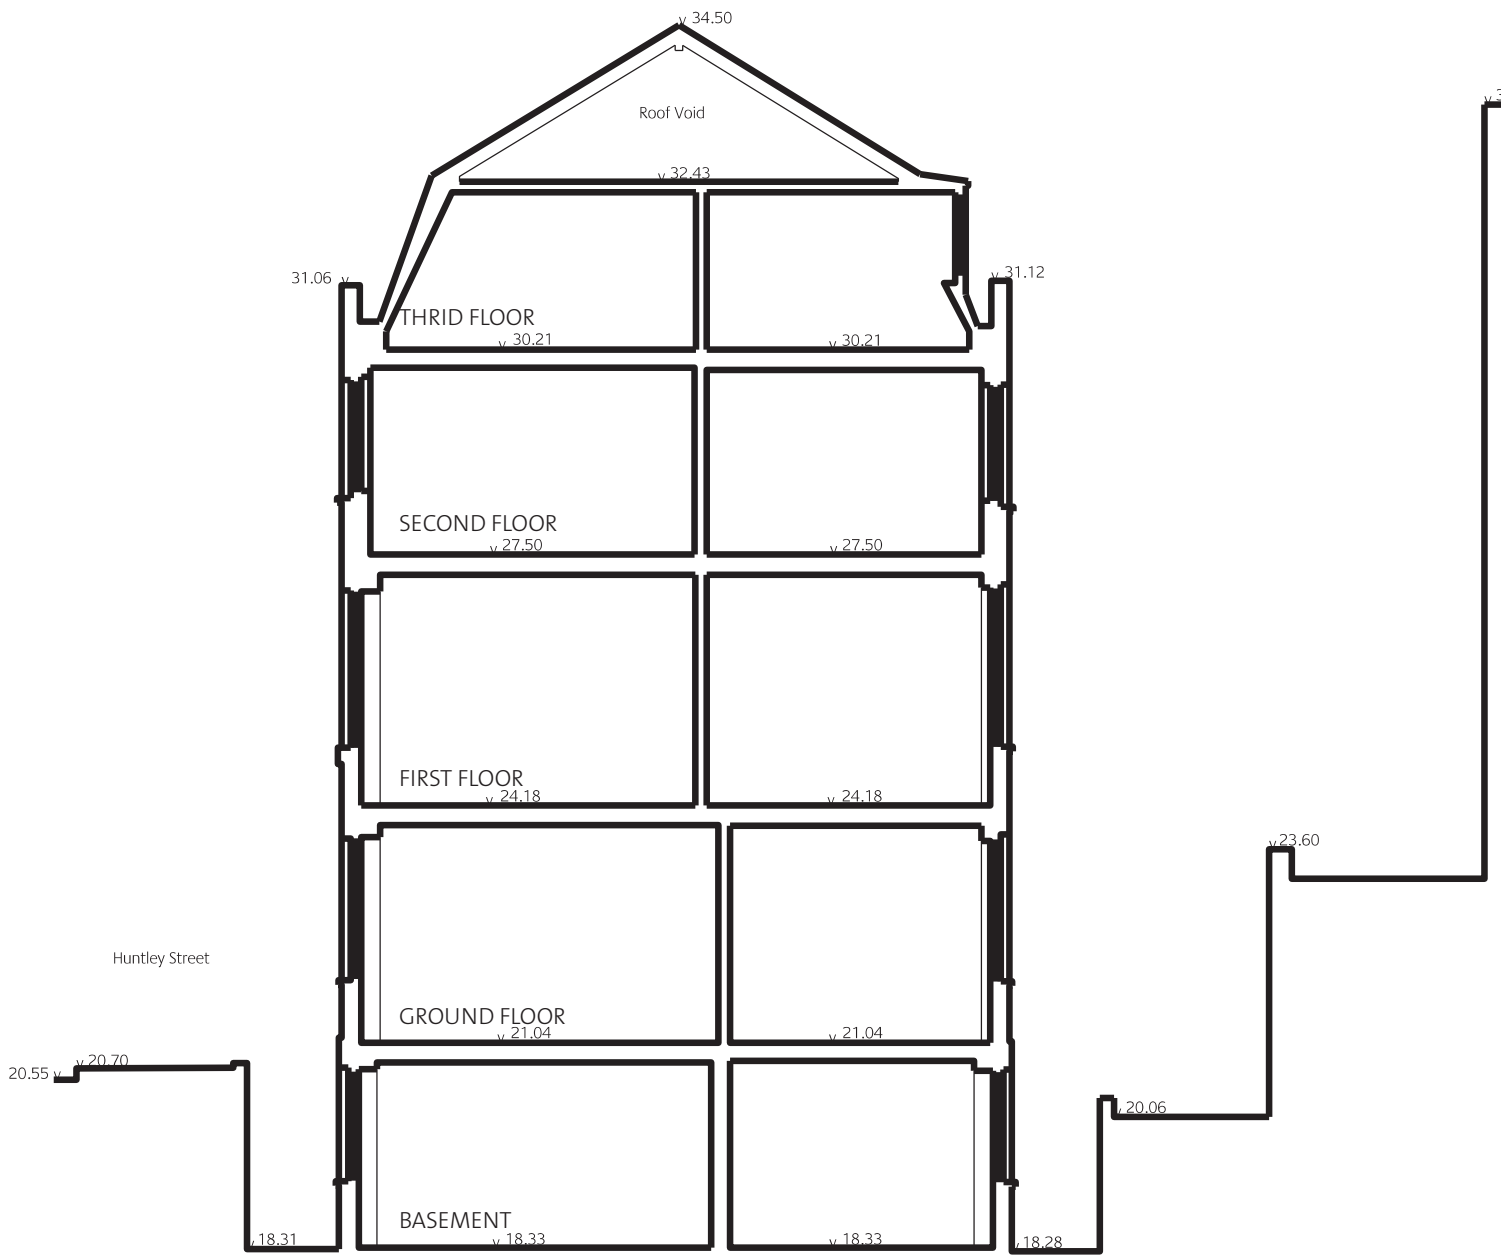 34.50
Roof Void
32.43
31.06
31.12
THRID FLOOR
30.21
30.21
SECOND FLOOR
27.50
27.50
FIRST FLOOR
24.18
24.18
23.60
Huntley Street
GROUND FLOOR
21.04
21.04
20.55
20.70
20.06
BASEMENT
18.31
18.33
18.33
18.28